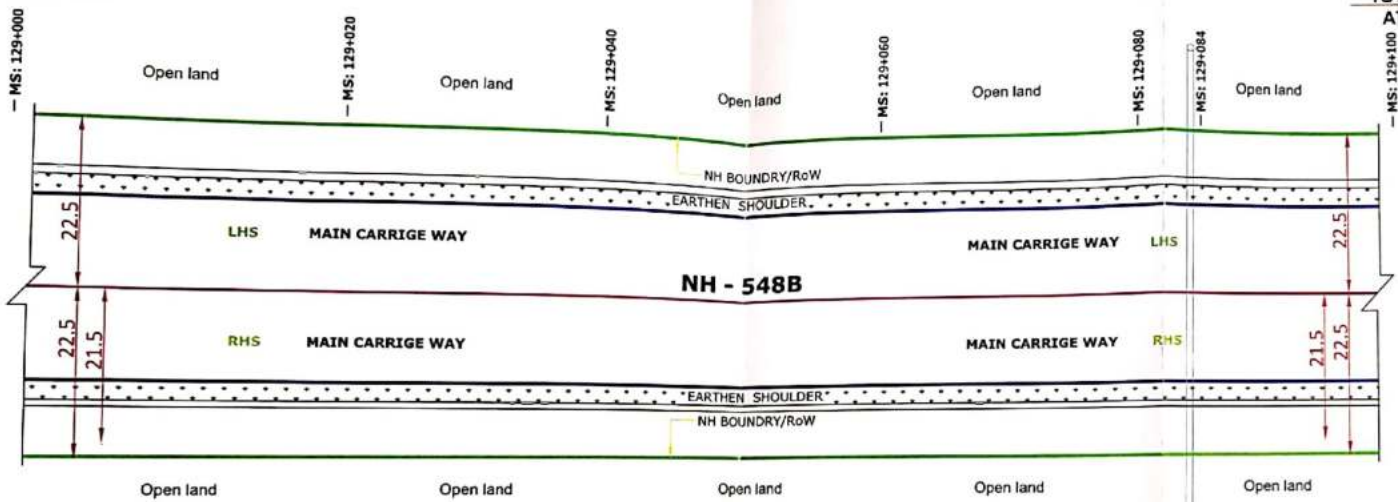 MS: 129+000
MS: 129+020
MS: 129+040
MS: 129+060
MS: 129+080
MS: 129+084
MS: 129+100
Open land
Open land
Open land
Open land
Open land
NH BOUNDRY/RoW
EARTHEN SHOULDER
22.5
LHS MAIN CARRIGE WAY
MAIN CARRIGE WAY LHS
22.5
NH - 548B
22.5
21.5
RHS MAIN CARRIGE WAY
MAIN CARRIGE WAY RHS
21.5
22.5
EARTHEN SHOULDER
NH BOUNDRY/RoW
Open land
Open land
Open land
Open land
Open land